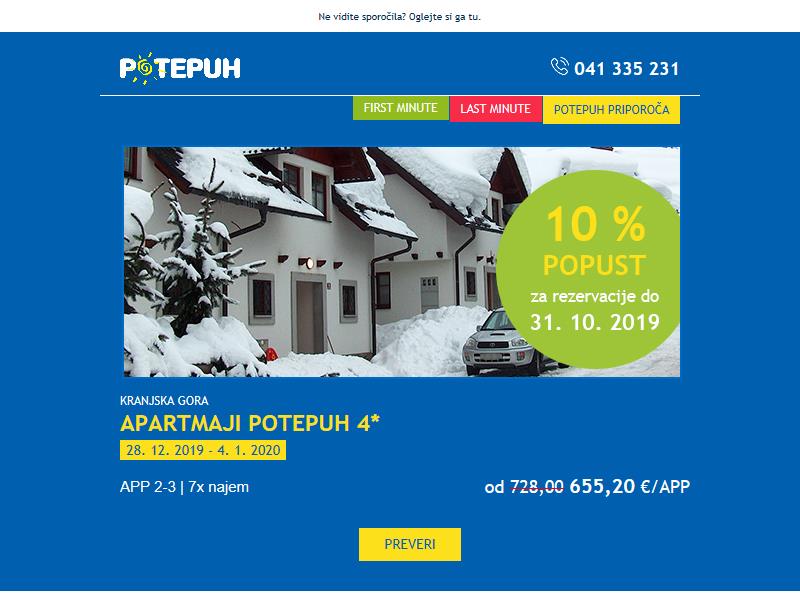 Ne vidite sporočila? Oglejte si ga tu.
POTEPUH
041 335 231
FIRST MINUTE
LAST MINUTE
POTEPUH PRIPOROČA
10 %
POPUST
za rezervacije do
31. 10. 2019
KRANJSKA GORA
APARTMAJI POTEPUH 4*
28. 12. 2019 - 4. 1. 2020
APP 2-3 | 7x najem
od 728,00 655,20 €/APP
PREVERI